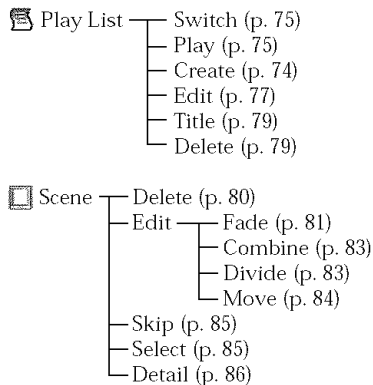 Play List Switch (p. 75)
Play (p. 75)
Create (p. 74)
Edit (p. 77)
Title (p. 79)
Delete (p. 79)
Scene Delete (p. 80)
Edit Fade (p. 81)
Combine (p. 83)
Divide (p. 83)
Move (p. 84)
Skip (p. 85)
Select (p. 85)
Detail (p. 86)